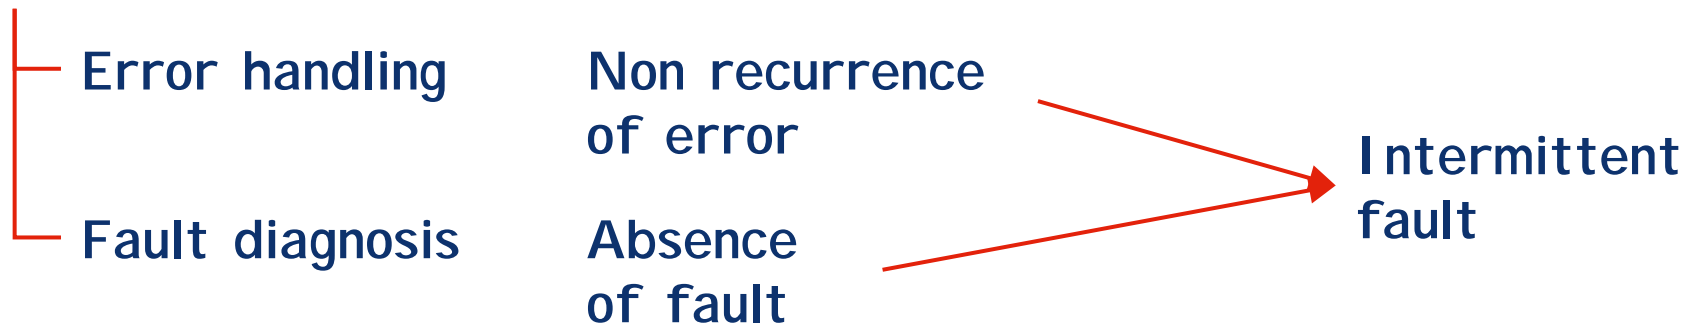 Error handling
Non recurrence
of error
Intermittent
fault
Fault diagnosis
Absence
of fault